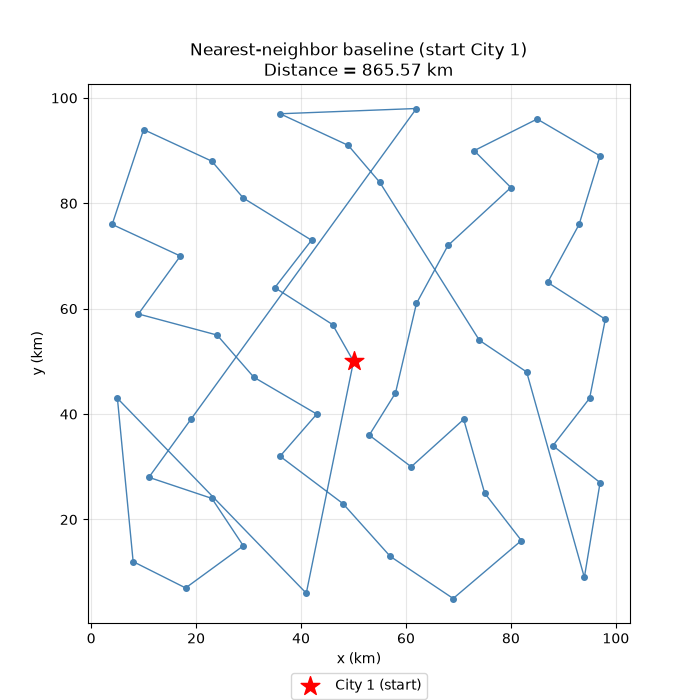 Nearest-neighbor baseline (start City 1)
Distance = 865.57 km
100
80
60
40
20
y (km)
0 20 40 60 80 100
x (km)
City 1 (start)